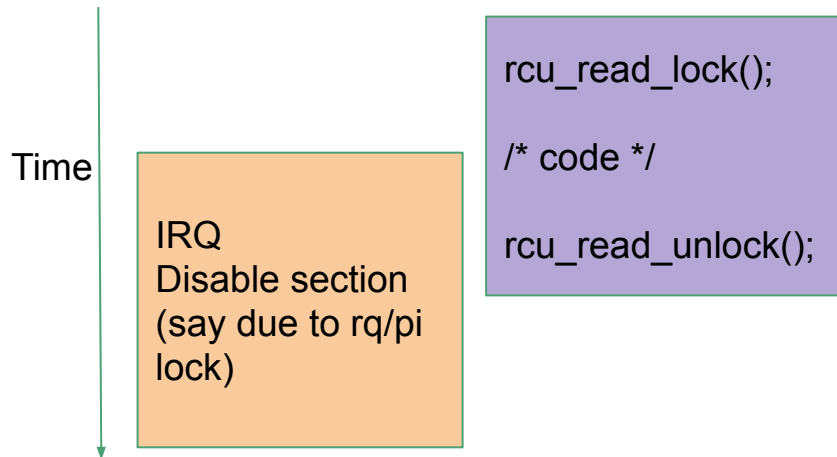 Time
IRQ
Disable section
(say due to rq/pi
lock)
rcu_read_lock();
/* code */
rcu_read_unlock();